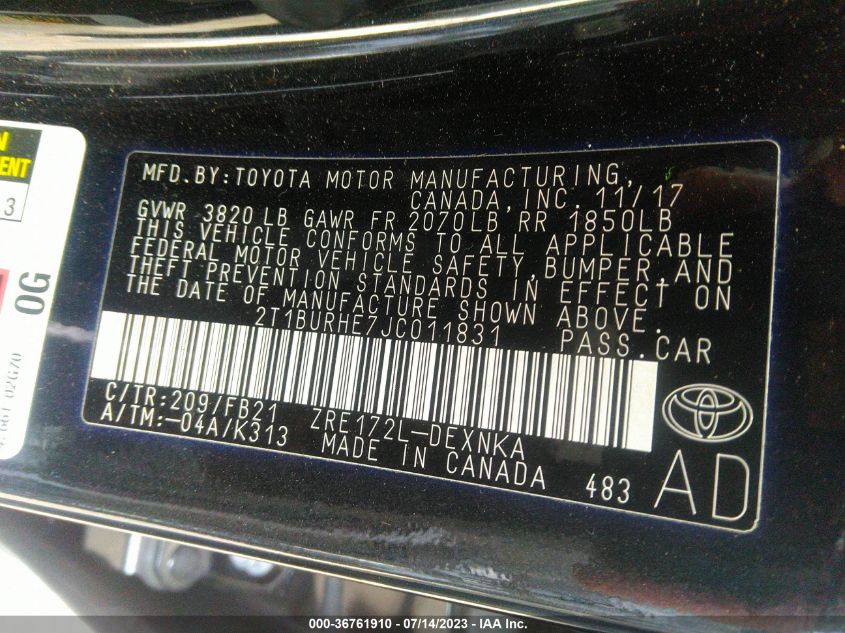 MFD.BY:TOYOTA MOTOR MANUFACTURING,
CANADA,INC. 11/17
GVWR 3820 LB GAWR FR 2070LB RR 1850LB
THIS VEHICLE CONFORMS TO ALL APPLICABLE
FEDERAL MOTOR VEHICLE SAFETY,BUMPER,AND
THEFT PREVENTION STANDARDS IN EFFECT ON
THE DATE OF MANUFACTURE SHOWN ABOVE.
2T1BURHE7JC011831 PASS.CAR
C/TR:209/FB21 ZRE172L-DEXNKA
A/TM:-04A/K313 MADE IN CANADA 483
AD
3
OG
000-36761910 - 07/14/2023 - IAA Inc.